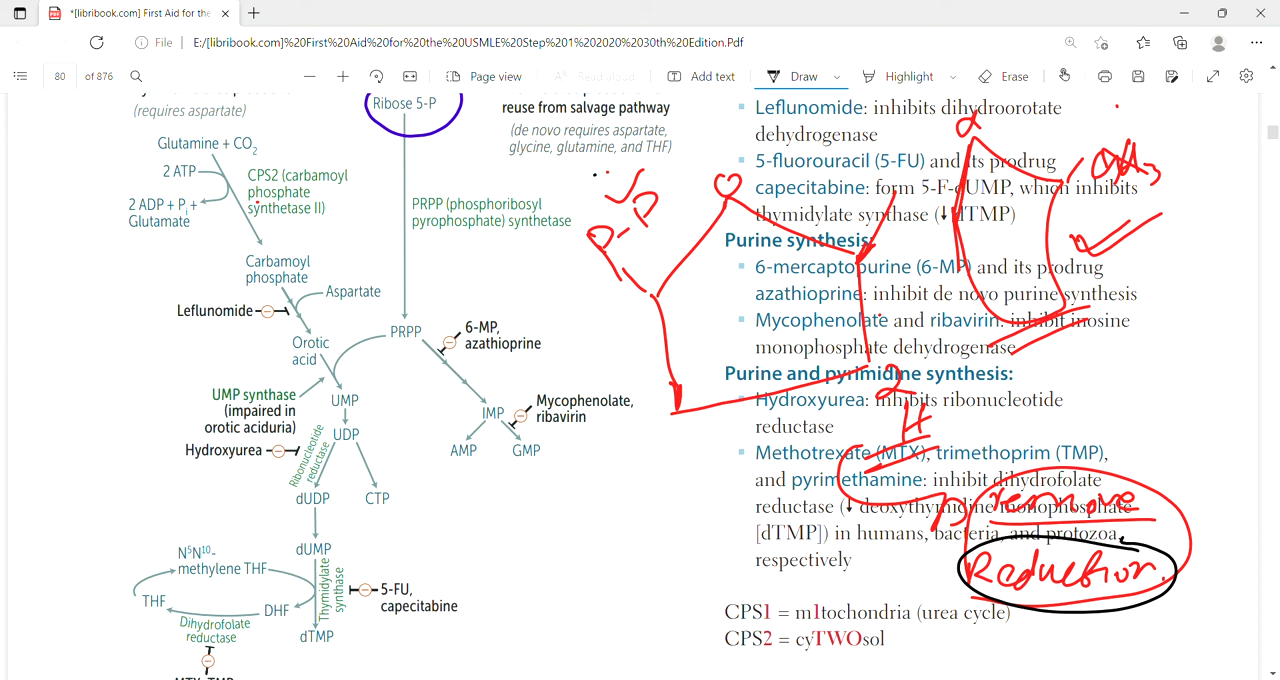 *[libribook.com] First Aid for the
File
E:/[libribook.com]%20First%20Aid%20for%20the%20USMLE%20Step%201%202020%2030th%20Edition.Pdf
80 of 876
Page view
Read aloud
Add text
Draw
Highlight
Erase
(requires aspartate)
Glutamine + CO2
2 ATP
CPS2 (carbamoyl
phosphate
synthetase II)
2 ADP + Pi +
Glutamate
Carbamoyl
phosphate
Aspartate
Leflunomide
Orotic
acid
UMP synthase
(impaired in
orotic aciduria)
UMP
Hydroxyurea
UDP
Ribonucleotide
reductase
dUDP
CTP
dUMP
N5N10-
methylene THF
THF
DHF
Thymidylate
synthase
5-FU,
capecitabine
Dihydrofolate
reductase
dTMP
Ribose 5-P
reuse from salvage pathway
(de novo requires aspartate,
glycine, glutamine, and THF)
PRPP (phosphoribosyl
pyrophosphate) synthetase
PRPP
6-MP,
azathioprine
IMP
Mycophenolate,
ribavirin
AMP
GMP
Leflunomide: inhibits dihydroorotate
dehydrogenase
5-fluorouracil (5-FU) and its prodrug
capecitabine: form 5-F-dUMP, which inhibits
thymidylate synthase (↓ dTMP)
Purine synthesis:
6-mercaptopurine (6-MP) and its prodrug
azathioprine: inhibit de novo purine synthesis
Mycophenolate and ribavirin: inhibit inosine
monophosphate dehydrogenase
Purine and pyrimidine synthesis:
Hydroxyurea: inhibits ribonucleotide
reductase
Methotrexate (MTX), trimethoprim (TMP),
and pyrimethamine: inhibit dihydrofolate
reductase (↓ deoxythymidine monophosphate
[dTMP]) in humans, bacteria, and protozoa,
respectively
CPS1 = m1tochondria (urea cycle)
CPS2 = cyTWOsol
2
H
remove
Reduction.